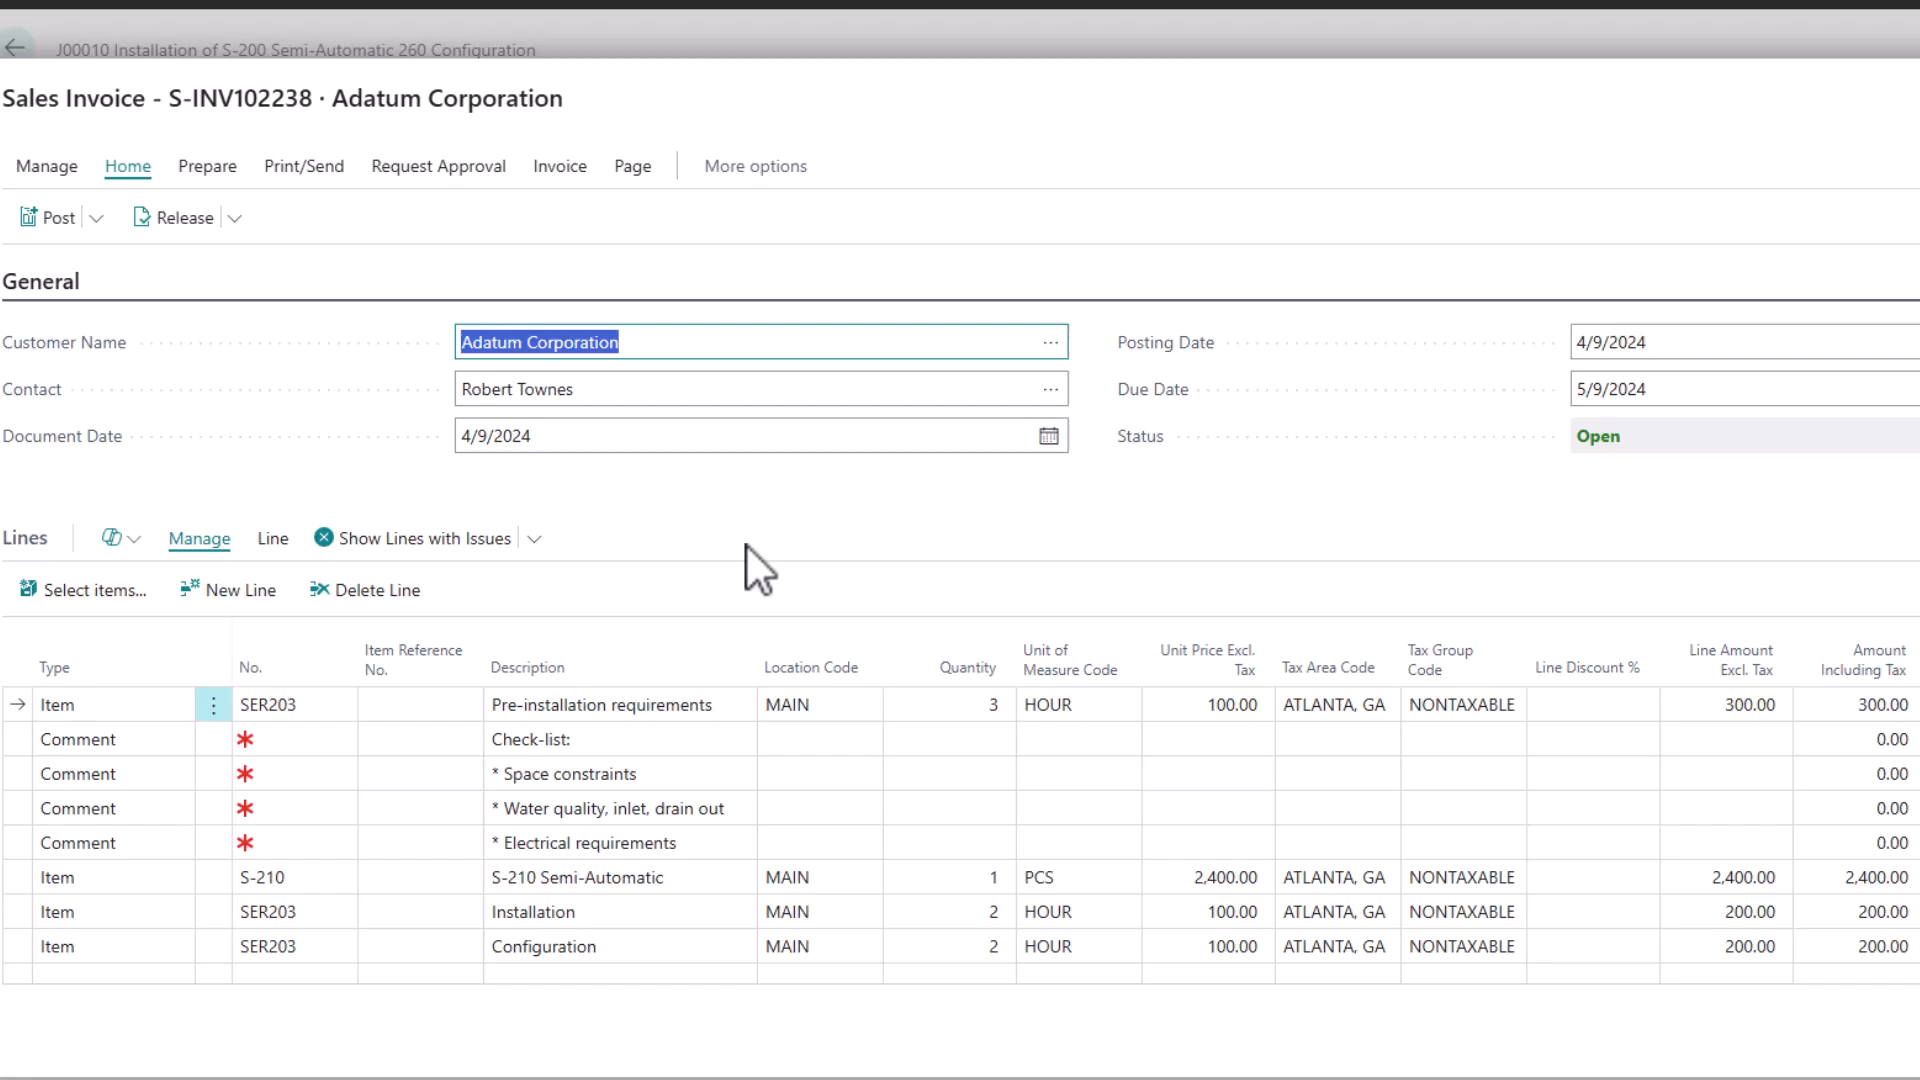 J00010 Installation of S-200 Semi-Automatic 260 Configuration
Sales Invoice - S-INV102238 · Adatum Corporation
Manage Home Prepare Print/Send Request Approval Invoice Page More options
Post Release
General
Customer Name Adatum Corporation Posting Date 4/9/2024
Contact Robert Townes Due Date 5/9/2024
Document Date 4/9/2024 Status Open
Lines Manage Line Show Lines with Issues
Select items... New Line Delete Line
Type No. Item Reference No. Description Location Code Quantity Unit of Measure Code Unit Price Excl. Tax Tax Area Code Tax Group Code Line Discount % Line Amount Excl. Tax Amount Including Tax
Item SER203 Pre-installation requirements MAIN 3 HOUR 100.00 ATLANTA, GA NONTAXABLE 300.00 300.00
Comment * Check-list: 0.00
Comment * * Space constraints 0.00
Comment * * Water quality, inlet, drain out 0.00
Comment * * Electrical requirements 0.00
Item S-210 S-210 Semi-Automatic MAIN 1 PCS 2,400.00 ATLANTA, GA NONTAXABLE 2,400.00 2,400.00
Item SER203 Installation MAIN 2 HOUR 100.00 ATLANTA, GA NONTAXABLE 200.00 200.00
Item SER203 Configuration MAIN 2 HOUR 100.00 ATLANTA, GA NONTAXABLE 200.00 200.00